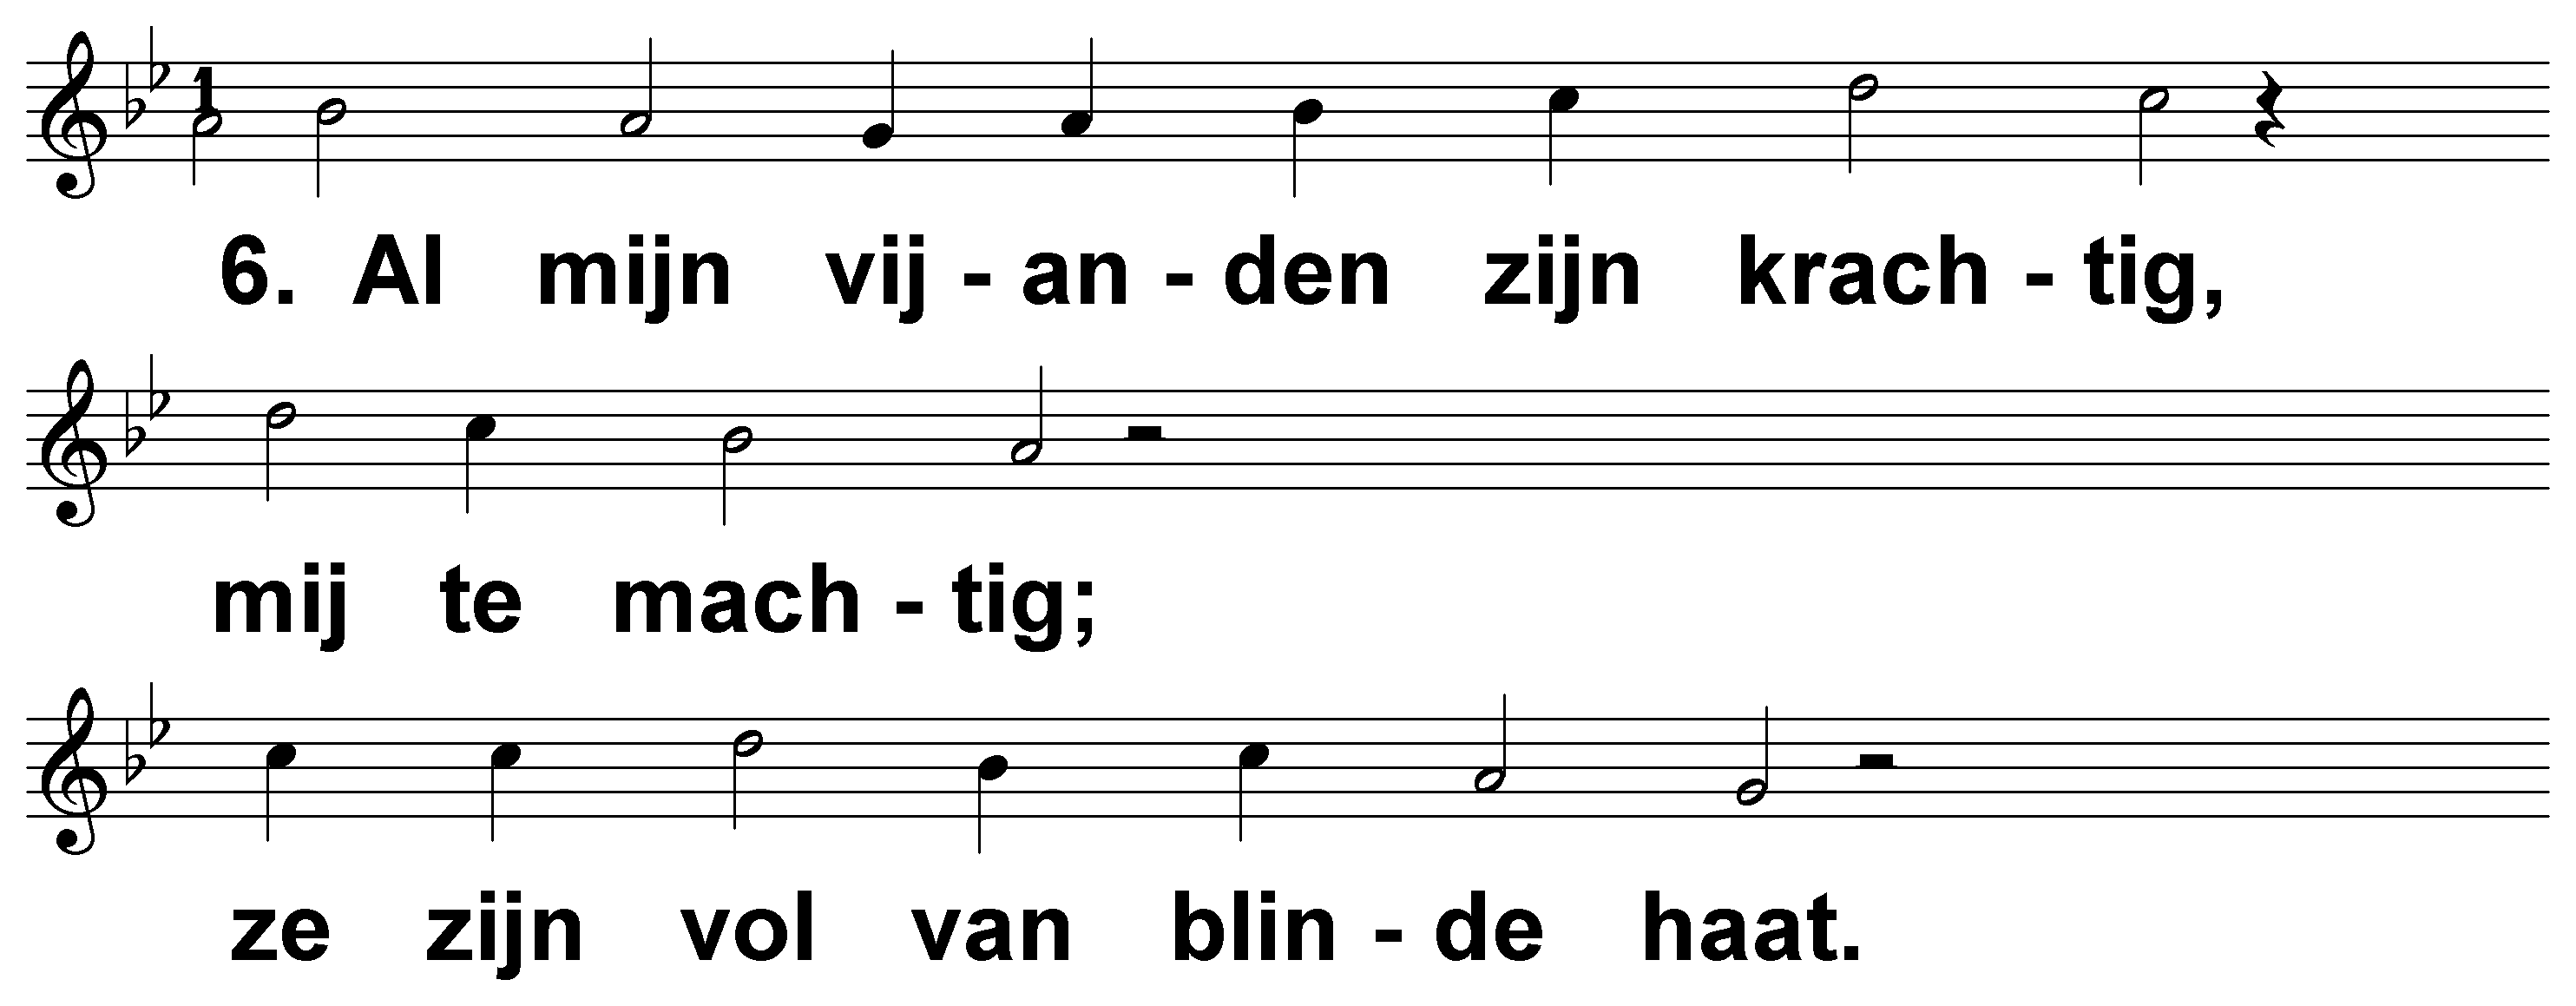 1
6. Al mijn vij - an - den zijn krach - tig,
mij te mach - tig;
ze zijn vol van blin - de haat.